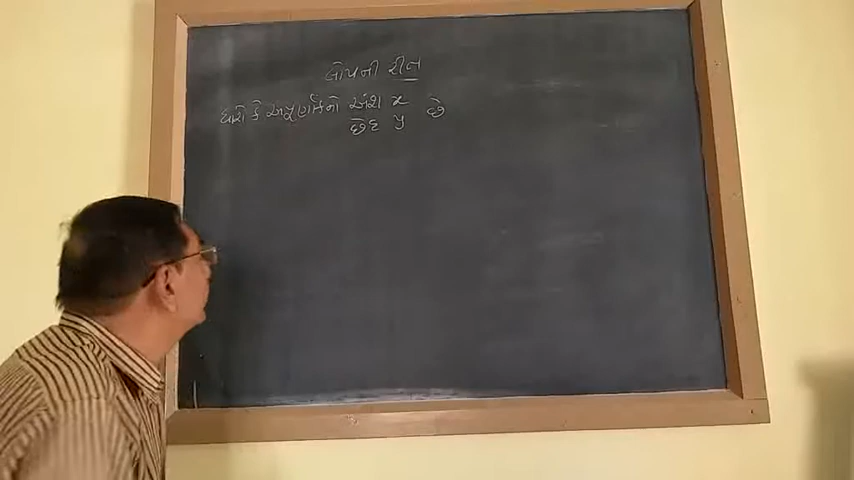 લોપની રીત
ધારો કે અપૂર્ણાંકનો અંશ x છે
છેદ y